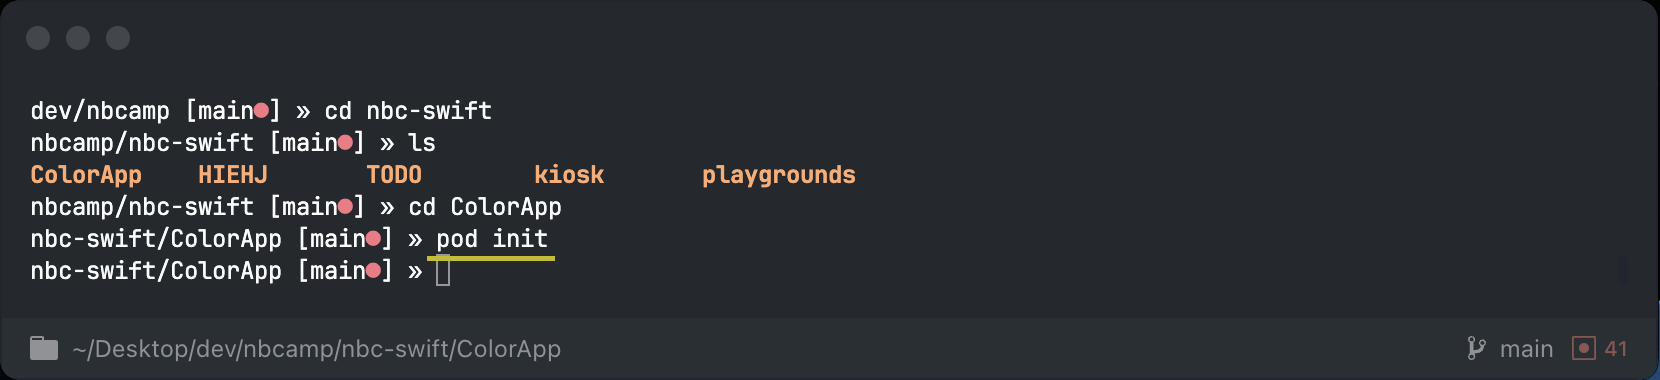 dev/nbcamp [main●] » cd nbc-swift
nbcamp/nbc-swift [main●] » ls
ColorApp HIEHJ TODO kiosk playgrounds
nbcamp/nbc-swift [main●] » cd ColorApp
nbc-swift/ColorApp [main●] » pod init
nbc-swift/ColorApp [main●] »
~/Desktop/dev/nbcamp/nbc-swift/ColorApp main 41